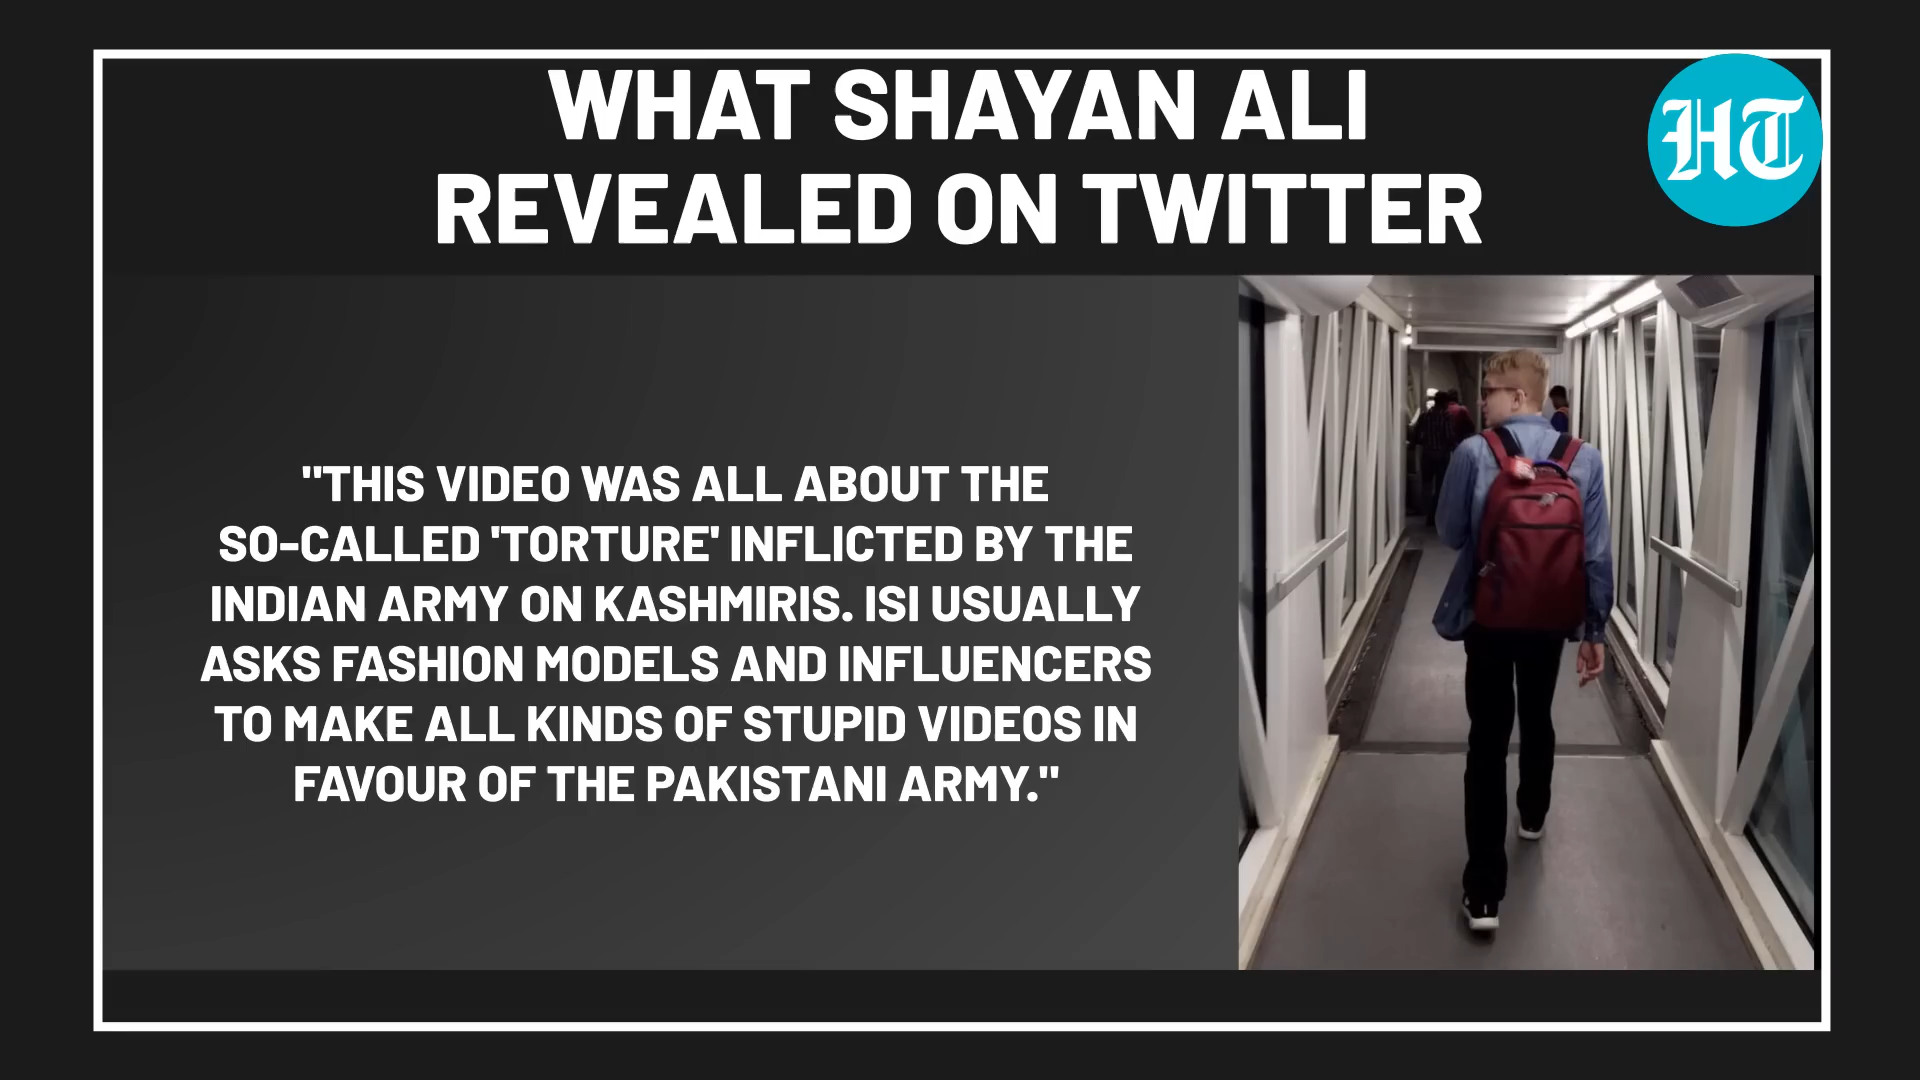 WHAT SHAYAN ALI
REVEALED ON TWITTER
HT
"THIS VIDEO WAS ALL ABOUT THE
SO-CALLED 'TORTURE' INFLICTED BY THE
INDIAN ARMY ON KASHMIRIS. ISI USUALLY
ASKS FASHION MODELS AND INFLUENCERS
TO MAKE ALL KINDS OF STUPID VIDEOS IN
FAVOUR OF THE PAKISTANI ARMY."